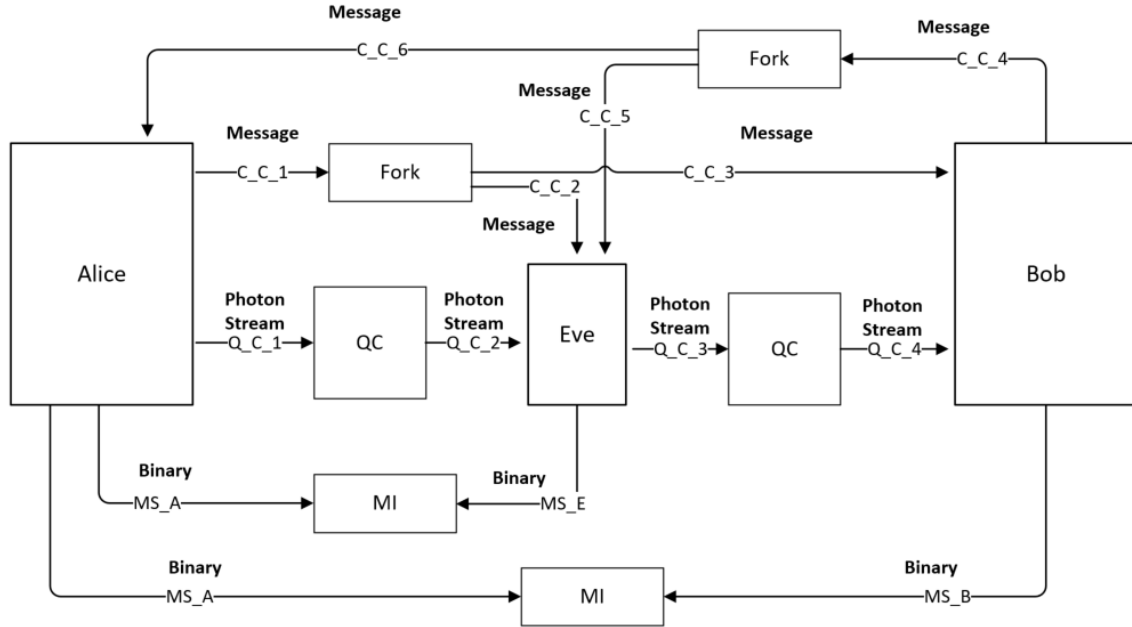 Message
C_C_6
Fork
Message
C_C_4
Message
C_C_5
Message
C_C_1
Fork
Message
C_C_3
C_C_2
Message
Alice
Bob
Photon
Stream
Q_C_1
QC
Photon
Stream
Q_C_2
Eve
Photon
Stream
Q_C_3
QC
Photon
Stream
Q_C_4
Binary
MS_A
MI
Binary
MS_E
Binary
MS_A
MI
Binary
MS_B